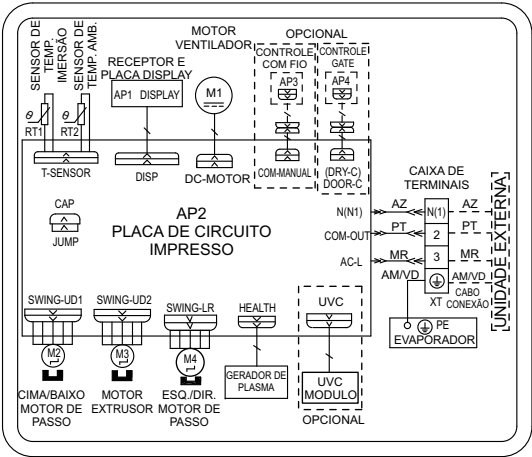 SENSOR DE
TEMP.
IMERSÃO
SENSOR DE
TEMP. AMB.
MOTOR
VENTILADOR
OPCIONAL
RECEPTOR E
PLACA DISPLAY
CONTROLE
COM FIO
CONTROLE
GATE
AP1 DISPLAY
M1
AP3
AP4
θ
RT1
θ
RT2
T-SENSOR
DISP
DC-MOTOR
COM-MANUAL
(DRY-C)
DOOR-C
CAP
JUMP
AP2
PLACA DE CIRCUITO
IMPRESSO
CAIXA DE
TERMINAIS
N(N1)
AZ
N(1)
AZ
COM-OUT
PT
2
PT
AC-L
MR
3
MR
AM/VD
AM/VD
XT
CABO
CONEXÃO
UNIDADE EXTERNA
PE
EVAPORADOR
SWING-UD1
SWING-UD2
SWING-LR
HEALTH
UVC
M2
M3
M4
CIMA/BAIXO
MOTOR DE
PASSO
MOTOR
EXTRUSOR
ESQ./DIR.
MOTOR DE
PASSO
GERADOR DE
PLASMA
UVC
MODULO
OPCIONAL